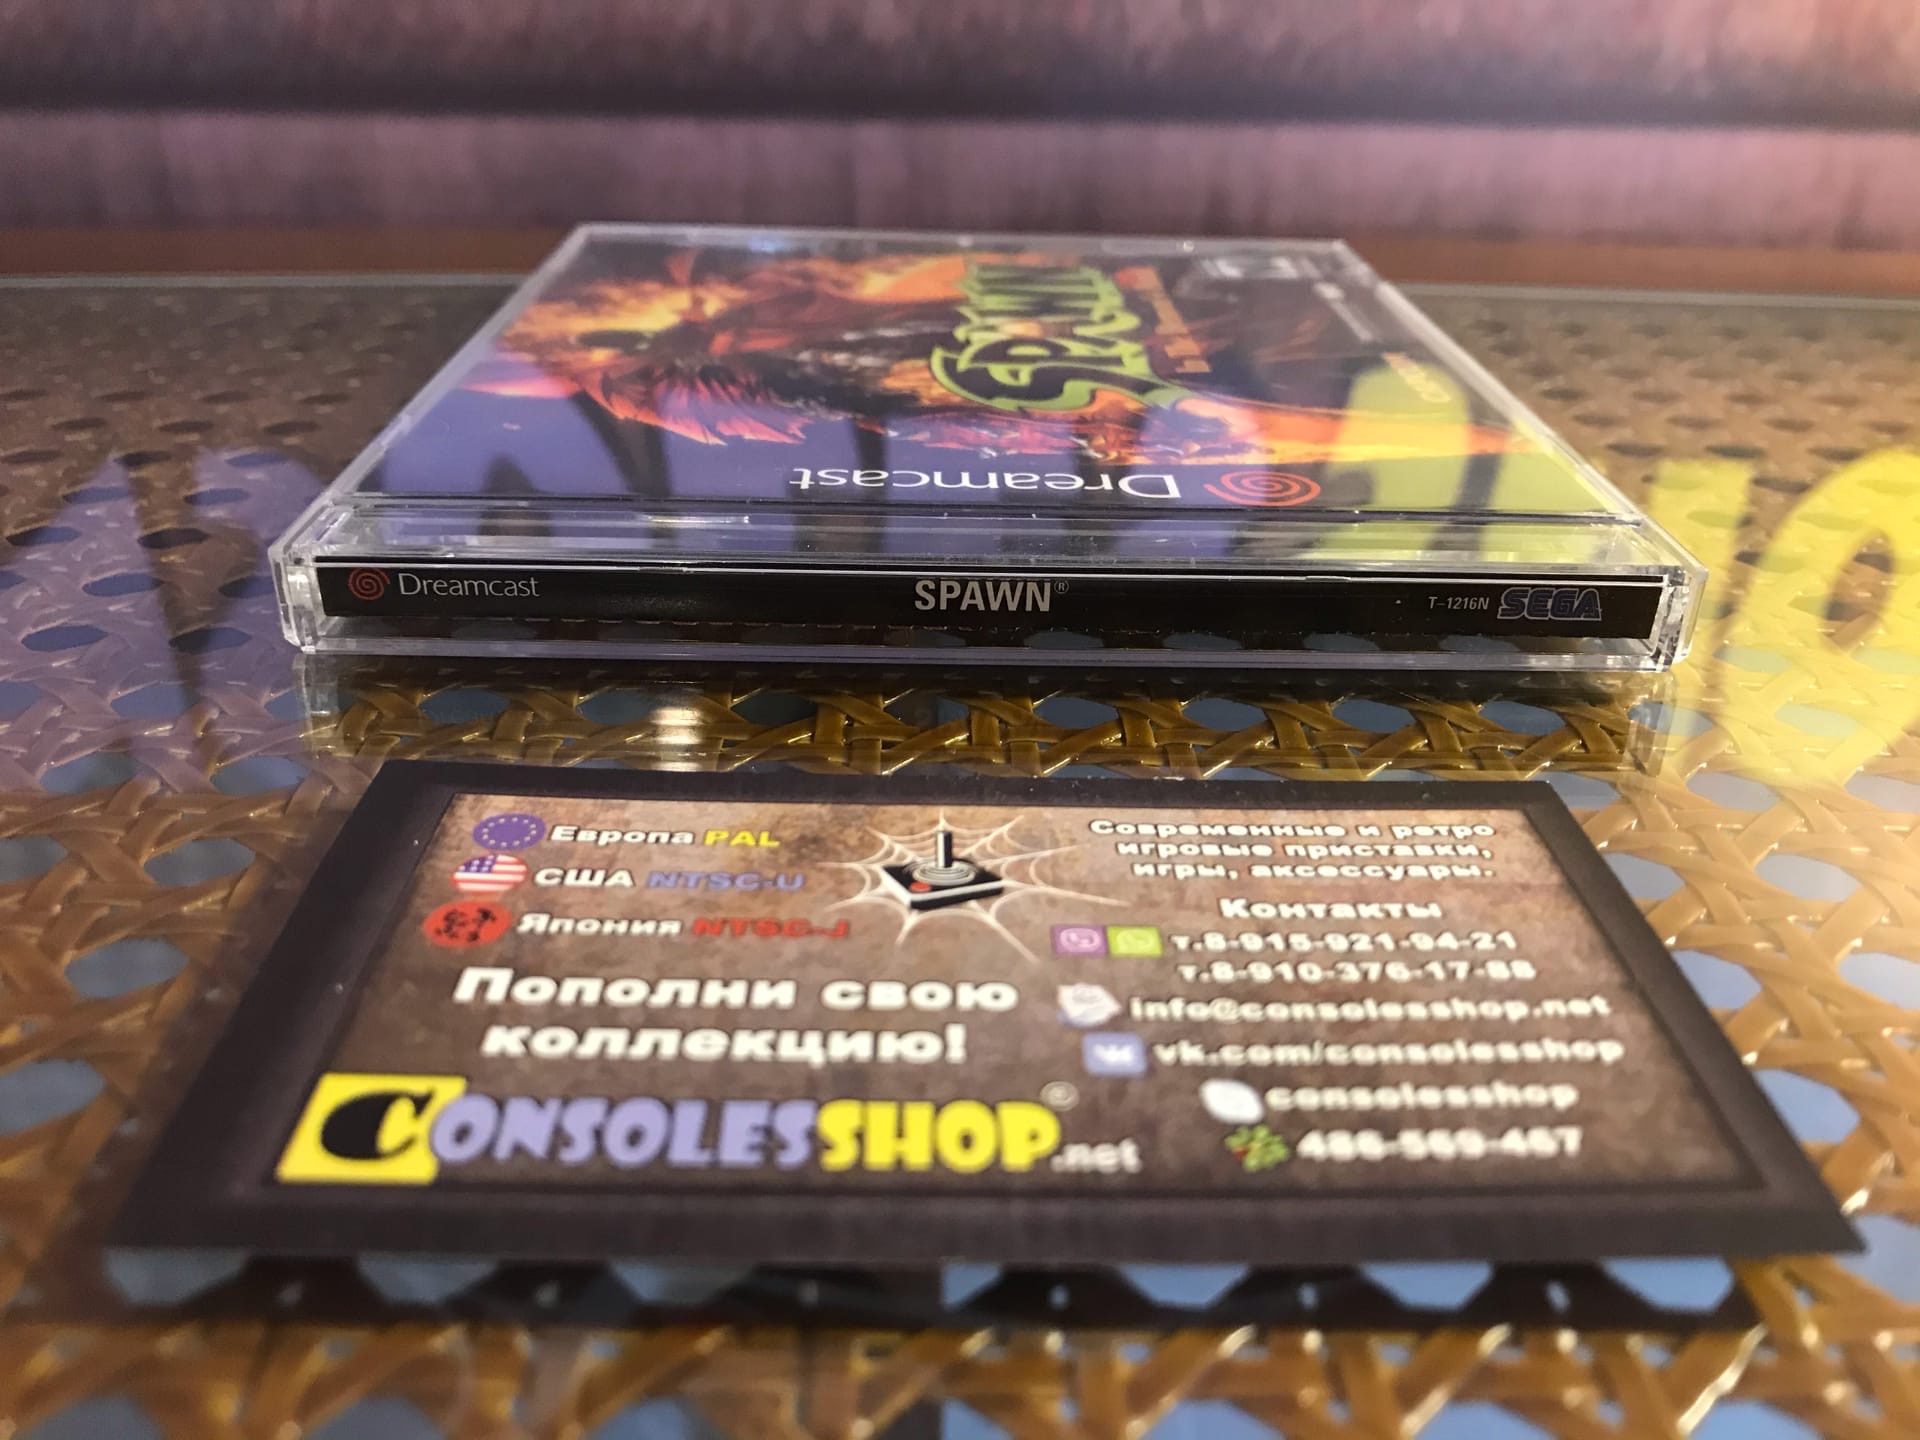 SPAWN
Dreamcast
Dreamcast
SPAWN®
T-1216N SEGA
Европа PAL
США NTSC-U
Япония NTSC-J
Пополни свою
коллекцию!
CONSOLESSHOP.net
Современные и ретро
игровые приставки,
игры, аксессуары.
Контакты
т.8-915-921-94-21
т.8-910-376-17-88
info@consolesshop.net
vk.com/consolesshop
consolesshop
486-569-467